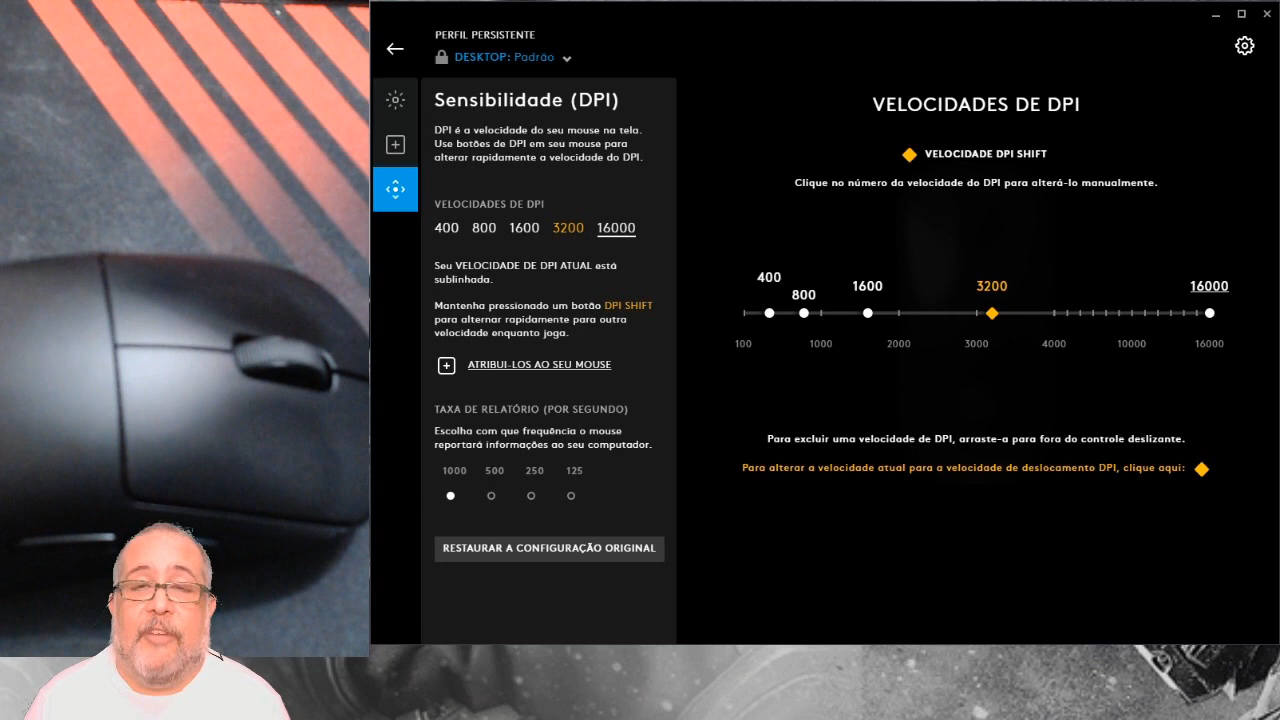 PERFIL PERSISTENTE
DESKTOP: Padrão
Sensibilidade (DPI)
DPI é a velocidade do seu mouse na tela.
Use botões de DPI em seu mouse para
alterar rapidamente a velocidade do DPI.
VELOCIDADES DE DPI
400 800 1600 3200 16000
Seu VELOCIDADE DE DPI ATUAL está
sublinhada.
Mantenha pressionado um botão DPI SHIFT
para alternar rapidamente para outra
velocidade enquanto joga.
ATRIBUI-LOS AO SEU MOUSE
TAXA DE RELATÓRIO (POR SEGUNDO)
Escolha com que frequência o mouse
reportará informações ao seu computador.
1000 500 250 125
RESTAURAR A CONFIGURAÇÃO ORIGINAL
VELOCIDADES DE DPI
VELOCIDADE DPI SHIFT
Clique no número da velocidade do DPI para alterá-lo manualmente.
400 800 1600 3200 16000
100 1000 2000 3000 4000 10000 16000
Para excluir uma velocidade de DPI, arraste-a para fora do controle deslizante.
Para alterar a velocidade atual para a velocidade de deslocamento DPI, clique aqui: